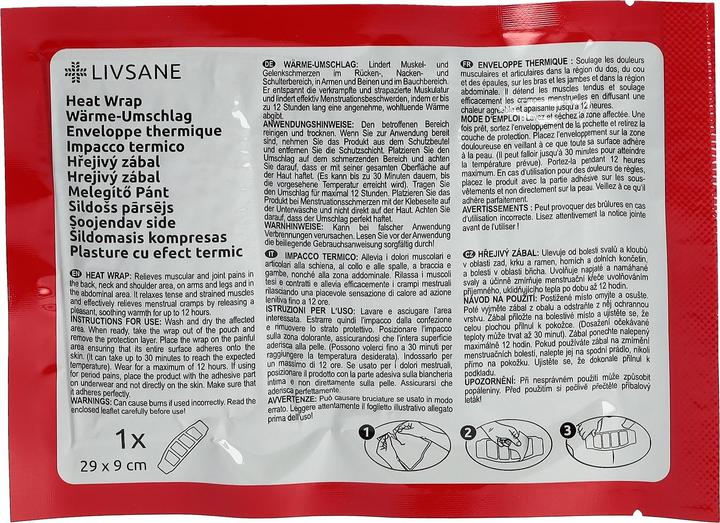 LIVSANE
Heat Wrap
Wärme-Umschlag
Enveloppe thermique
Impacco termico
Hřejivý zábal
Hrejivý zábal
Melegítő Pánt
Sildošs pārsējs
Šoojendav side
Šildomasis kompresas
Plasture cu efect termic
EN HEAT WRAP: Relieves muscular and joint pains in
the back, neck and shoulder area, on arms and legs and in
the abdominal area. It relaxes tense and strained muscles
and effectively relieves menstrual cramps by releasing a
pleasant, soothing warmth for up to 12 hours.
INSTRUCTIONS FOR USE: Wash and dry the affected
area. When ready, take the wrap out of the pouch and
remove the protection layer. Place the wrap on the painful
area ensuring that its entire surface adheres onto the
skin. (It can take up to 30 minutes to reach the expected
temperature). Wear for a maximum of 12 hours. If using
for period pains, place the product with the adhesive part
on underwear and not directly on the skin. Make sure that
it adheres perfectly.
WARNINGS: Can cause burns if used incorrectly. Read the
enclosed leaflet carefully before use!
1x
29 x 9 cm
DE WÄRME-UMSCHLAG: Lindert Muskel- und
Gelenkschmerzen im Rücken-, Nacken- und
Schulterbereich, in Armen und Beinen und im Bauchbereich.
Er entspannt die verkrampfte und strapazierte Muskulatur
und lindert effektiv Menstruationsbeschwerden, indem er bis
zu 12 Stunden lang eine angenehme, wohltuende Wärme
abgibt.
ANWENDUNGSHINWEISE: Den betroffenen Bereich
reinigen und trocknen. Wenn Sie zur Anwendung bereit
sind, nehmen Sie das Produkt aus dem Schutzbeutel
und entfernen Sie die Schutzschicht. Platzieren Sie den
Umschlag auf dem schmerzenden Bereich und achten
Sie darauf, dass er mit seiner gesamten Oberfläche auf
der Haut haftet. (Es kann bis zu 30 Minuten dauern, bis
die vorgesehene Temperatur erreicht wird). Tragen Sie
den Umschlag für maximal 12 Stunden. Platzieren Sie das
Produkt bei Menstruationsschmerzen mit der Klebeseite auf
der Unterwäsche und nicht direkt auf der Haut. Achten Sie
darauf, dass der Umschlag perfekt haftet.
WARNHINWEISE: Kann bei falscher Anwendung
Verbrennungen verursachen. Lesen Sie vor der Anwendung
die beiliegende Gebrauchsanweisung sorgfältig durch!
IT IMPACCO TERMICO: Allevia i dolori muscolari e
articolari alla schiena, al collo e alle spalle, a braccia e
gambe, nonché alla zona addominale. Rilassa i muscoli
tesi e contratti e allevia efficacemente i crampi mestruali
rilasciando una piacevole sensazione di calore ad azione
lenitiva fino a 12 ore.
ISTRUZIONI PER L'USO: Lavare e asciugare l'area
interessata. Estrarre quindi l'impacco dalla confezione
e rimuovere lo strato protettivo. Posizionare l'impacco
sulla zona dolorante, assicurandosi che l'intera superficie
aderisca alla pelle. (Possono volerci fino a 30 minuti per
raggiungere la temperatura desiderata). Indossarlo per
un massimo di 12 ore. Se usato per i dolori mestruali,
posizionare il prodotto con la parte adesiva sulla biancheria
intima e non direttamente sulla pelle. Assicurarsi che
aderisca perfettamente.
AVVERTENZE: Può causare bruciature se usato in modo
errato. Leggere attentamente il foglietto illustrativo allegato
prima dell'uso!
FR ENVELOPPE THERMIQUE : Soulage les douleurs
musculaires et articulaires dans la région du dos, du cou
et des épaules, sur les bras et les jambes et dans la région
abdominale. Il détend les muscles tendus et soulage
efficacement les crampes menstruelles en diffusant une
chaleur agréable et apaisante jusqu'à 12 heures.
MODE D'EMPLOI : Lavez et séchez la zone affectée. Une
fois prêt, sortez l'enveloppement de la pochette et retirez la
couche de protection. Placez l'enveloppement sur la zone
douloureuse en veillant à ce que toute sa surface adhère
à la peau. (Il peut falloir jusqu'à 30 minutes pour atteindre
la température prévue). Portez-la pendant 12 heures
maximum. En cas d'utilisation pour des douleurs de règles,
placez le produit avec la partie adhésive sur les sous-
vêtements et non directement sur la peau. Veillez à ce qu'il
adhère parfaitement.
AVERTISSEMENTS : Peut provoquer des brûlures en cas
d'utilisation incorrecte. Lisez attentivement la notice jointe
avant de l'utiliser !
CZ HŘEJIVÝ ZÁBAL: Ulevuje od bolesti svalů a kloubů
v oblasti zad, krku a ramen, horních a dolních končetin,
a bolesti v oblasti břicha. Uvolňuje napjaté a namáhané
svaly a účinně zmírňuje menstruační křeče uvolňováním
příjemného, uklidňujícího tepla po dobu až 12 hodin.
NÁVOD NA POUŽITÍ: Postižené místo omyjte a osušte.
Poté vyjměte zábal z obalu a odstraňte z něj ochrannou
vrstvu. Zábal přiložte na bolestivé místo a ujistěte se, že
celou plochou přilnul k pokožce. (Dosažení očekávané
teploty může trvat až 30 minut). Zábal ponechte nalepený
maximálně 12 hodin. Pokud používáte zábal na zmírnění
menstruačních bolestí, nalepte jej na spodní prádlo, nikoli
přímo na pokožku. Ujistěte se, že dokonale přilnul k
podkladu.
UPOZORNĚNÍ: Při nesprávném použití může způsobit
popáleniny. Před použitím si pečlivě přečtěte příbalový
leták!
1
2
3